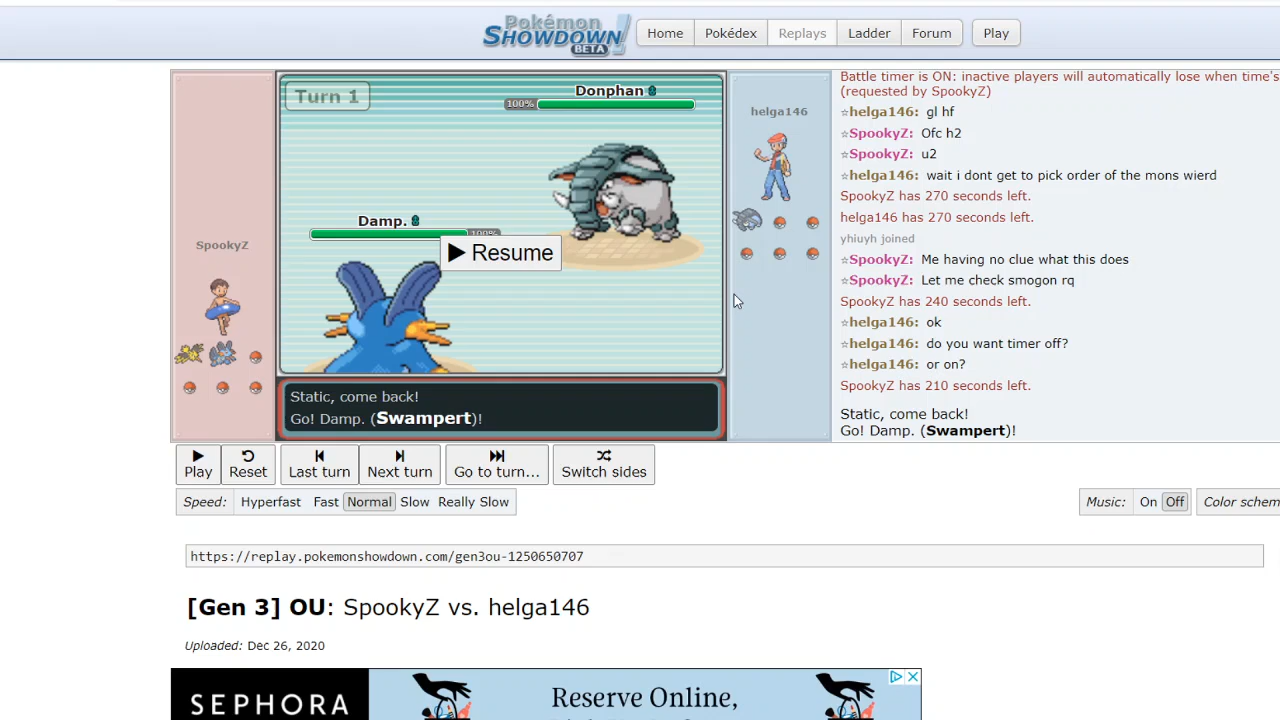 Pokémon
SHOWDOWN!
BETA
Home
Pokédex
Replays
Ladder
Forum
Play
SpookyZ
Turn 1
Donphan
100%
Damp.
100%
Resume
Static, come back!
Go! Damp. (Swampert)!
helga146
Battle timer is ON: inactive players will automatically lose when time's
(requested by SpookyZ)
☆helga146: gl hf
☆SpookyZ: Ofc h2
☆SpookyZ: u2
☆helga146: wait i dont get to pick order of the mons wierd
SpookyZ has 270 seconds left.
helga146 has 270 seconds left.
yhiuyh joined
☆SpookyZ: Me having no clue what this does
☆SpookyZ: Let me check smogon rq
SpookyZ has 240 seconds left.
☆helga146: ok
☆helga146: do you want timer off?
☆helga146: or on?
SpookyZ has 210 seconds left.
Static, come back!
Go! Damp. (Swampert)!
Play
Reset
Last turn
Next turn
Go to turn...
Switch sides
Speed: Hyperfast Fast Normal Slow Really Slow
Music: On Off
Color schem
https://replay.pokemonshowdown.com/gen3ou-1250650707
[Gen 3] OU: SpookyZ vs. helga146
Uploaded: Dec 26, 2020
SEPHORA
Reserve Online,